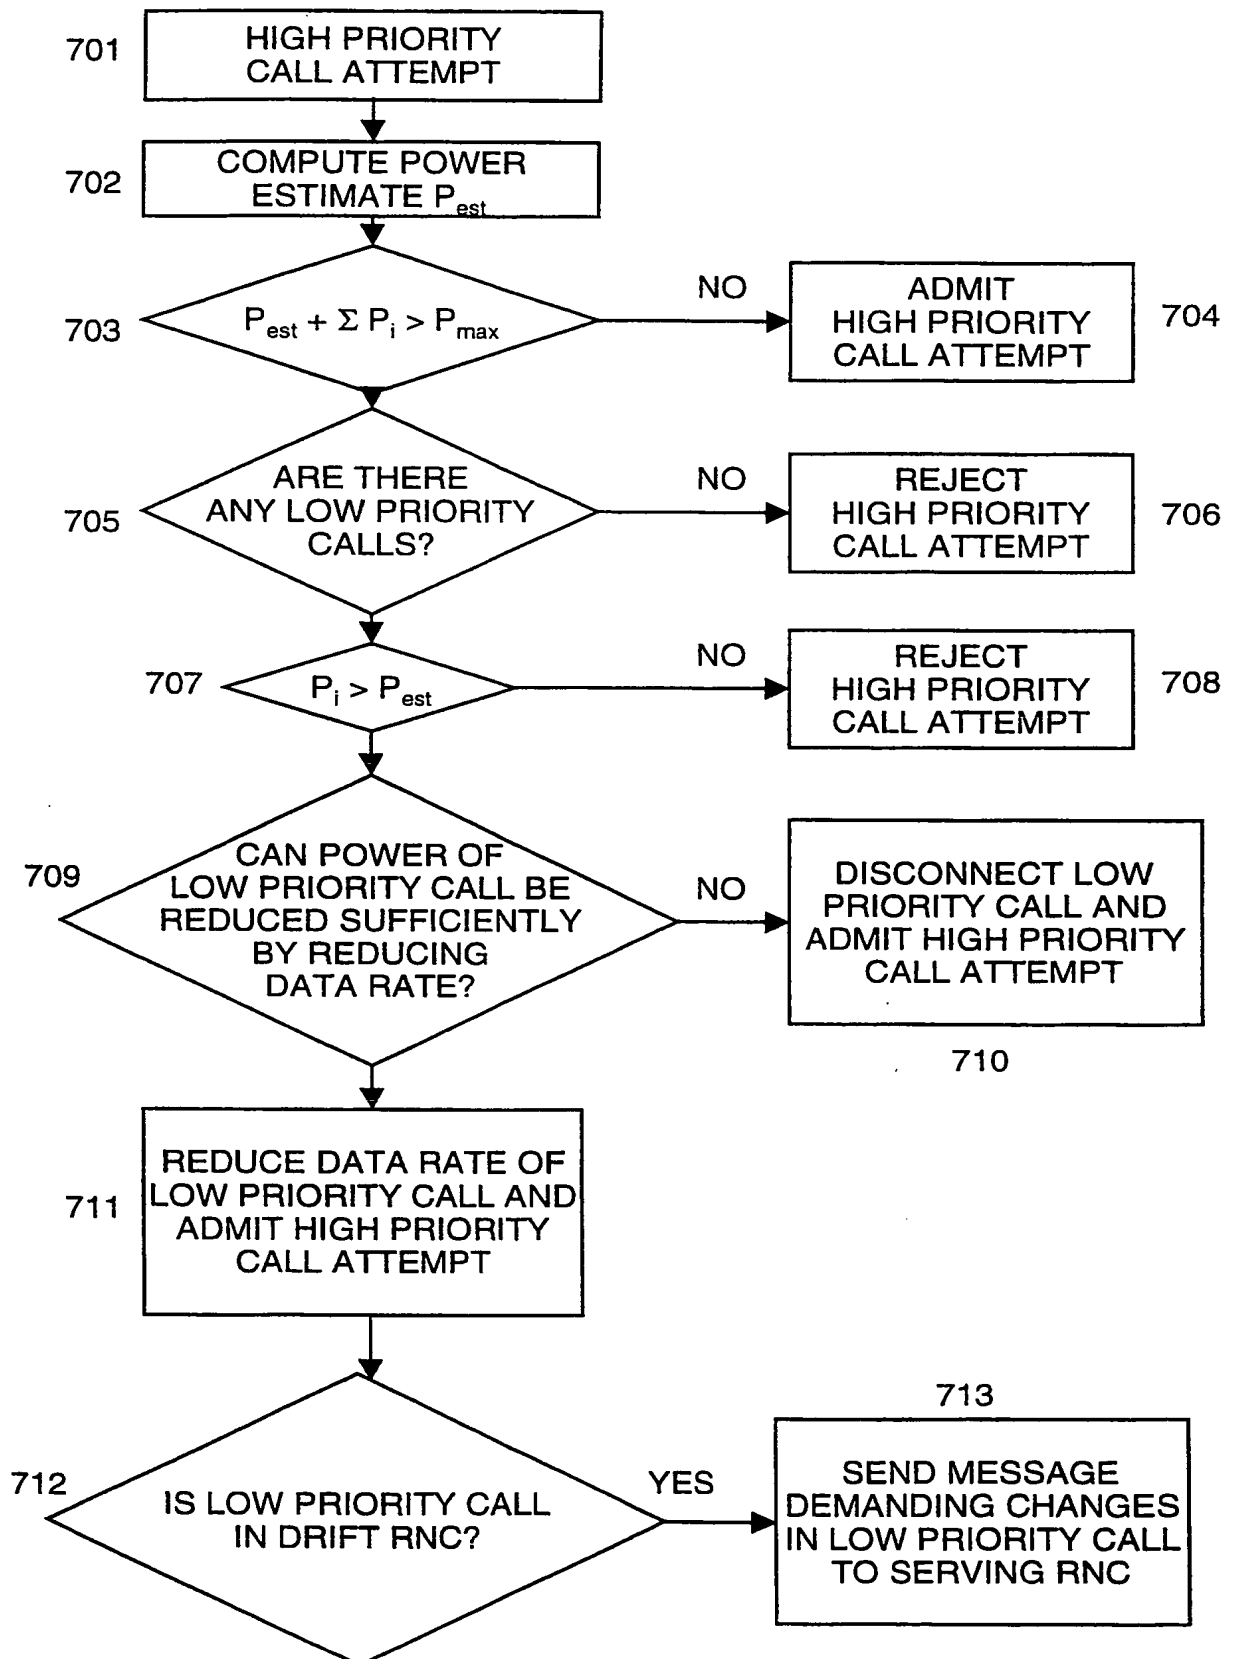 701
HIGH PRIORITY
CALL ATTEMPT
702
COMPUTE POWER
ESTIMATE Pest
703
Pest + Σ Pi > Pmax
NO
ADMIT
HIGH PRIORITY
CALL ATTEMPT
704
705
ARE THERE
ANY LOW PRIORITY
CALLS?
NO
REJECT
HIGH PRIORITY
CALL ATTEMPT
706
707
Pi > Pest
NO
REJECT
HIGH PRIORITY
CALL ATTEMPT
708
709
CAN POWER OF
LOW PRIORITY CALL BE
REDUCED SUFFICIENTLY
BY REDUCING
DATA RATE?
NO
DISCONNECT LOW
PRIORITY CALL AND
ADMIT HIGH PRIORITY
CALL ATTEMPT
710
711
REDUCE DATA RATE OF
LOW PRIORITY CALL AND
ADMIT HIGH PRIORITY
CALL ATTEMPT
712
IS LOW PRIORITY CALL
IN DRIFT RNC?
YES
713
SEND MESSAGE
DEMANDING CHANGES
IN LOW PRIORITY CALL
TO SERVING RNC